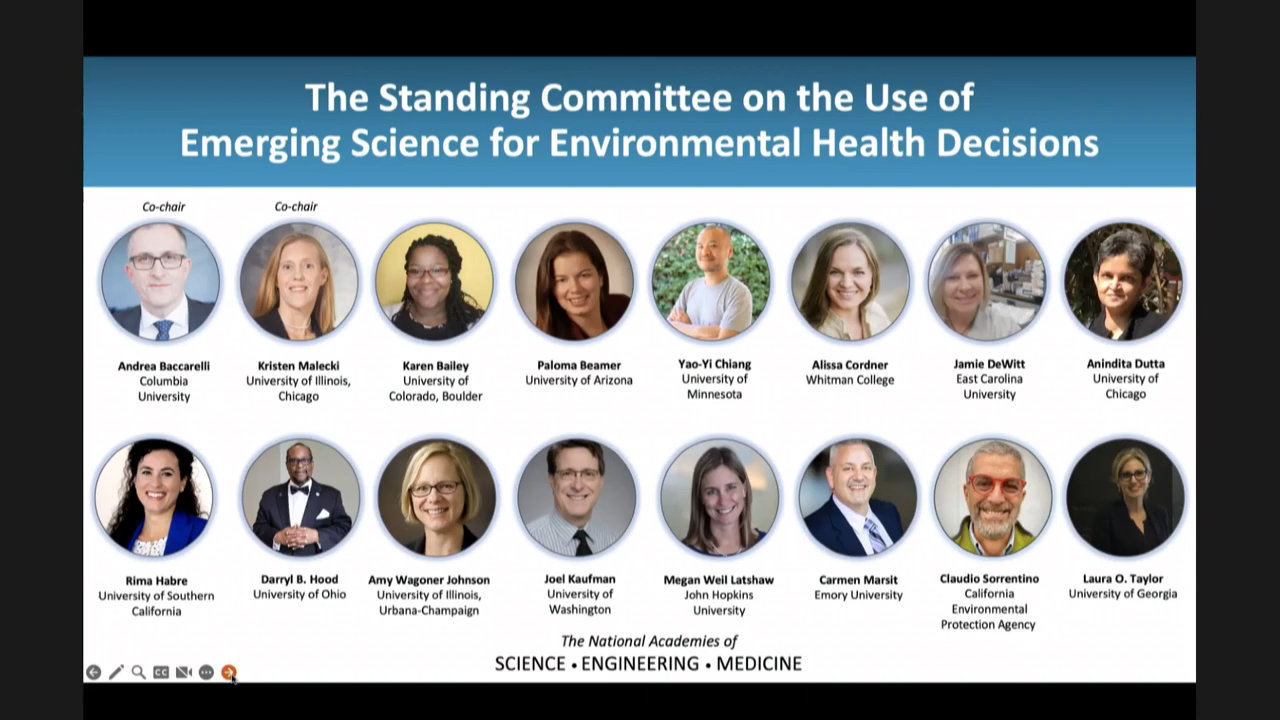 The Standing Committee on the Use of
Emerging Science for Environmental Health Decisions
Co-chair
Co-chair
Andrea Baccarelli
Columbia
University
Kristen Malecki
University of Illinois,
Chicago
Karen Bailey
University of
Colorado, Boulder
Paloma Beamer
University of Arizona
Yao-Yi Chiang
University of
Minnesota
Alissa Cordner
Whitman College
Jamie DeWitt
East Carolina
University
Anindita Dutta
University of
Chicago
Rima Habre
University of Southern
California
Darryl B. Hood
University of Ohio
Amy Wagoner Johnson
University of Illinois,
Urbana-Champaign
Joel Kaufman
University of
Washington
Megan Weil Latshaw
John Hopkins
University
Carmen Marsit
Emory University
Claudio Sorrentino
California
Environmental
Protection Agency
Laura O. Taylor
University of Georgia
The National Academies of
SCIENCE • ENGINEERING • MEDICINE
CC